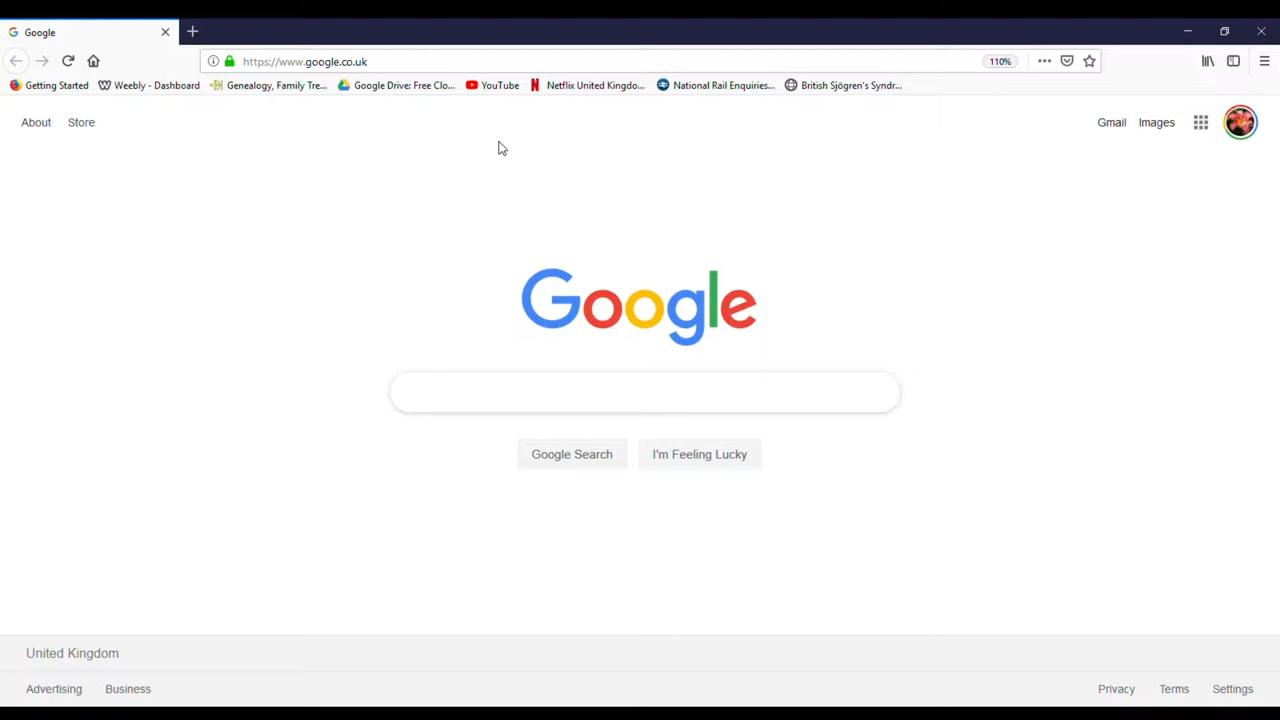 Google
https://www.google.co.uk 110%
Getting Started Weebly - Dashboard Genealogy, Family Tre... Google Drive: Free Clo... YouTube Netflix United Kingdo... National Rail Enquiries... British Sjögren's Syndr...
About Store Gmail Images
Google
Google Search I'm Feeling Lucky
United Kingdom
Advertising Business Privacy Terms Settings